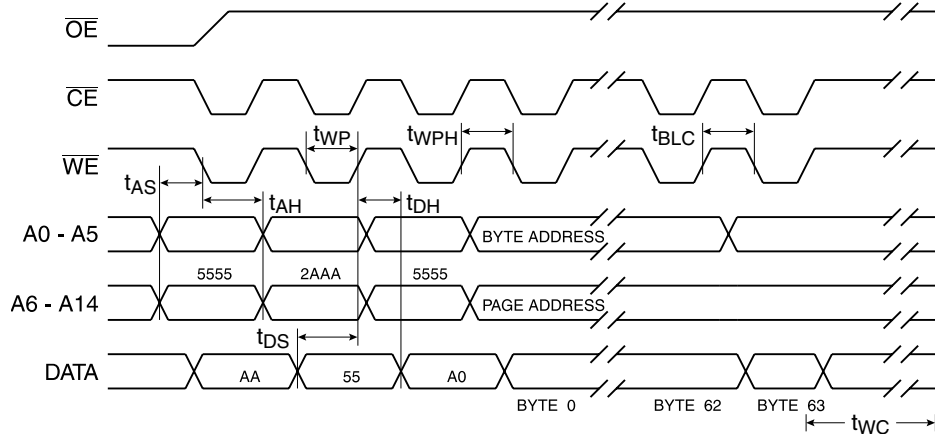 OE
CE
tWP tWPH tBLC
WE
tAS
tAH tDH
A0 - A5 BYTE ADDRESS
5555 2AAA 5555
A6 - A14 PAGE ADDRESS
tDS
DATA AA 55 A0
BYTE 0 BYTE 62 BYTE 63
tWC